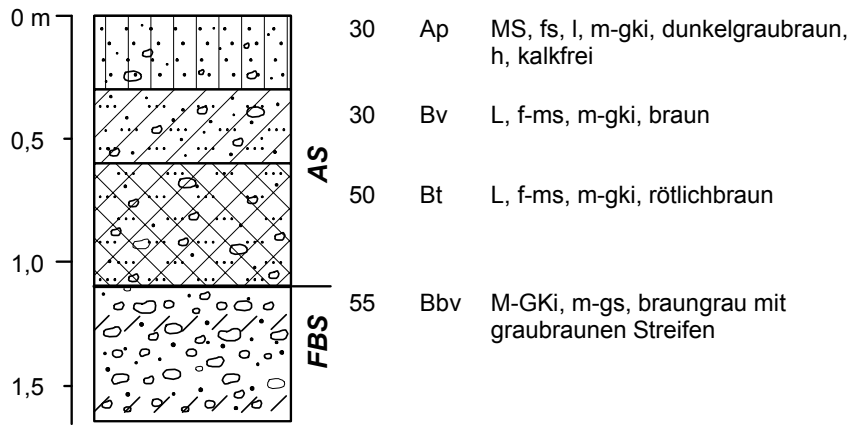 0 m
30 Ap MS, fs, l, m-gki, dunkelgraubraun,
h, kalkfrei
30 Bv L, f-ms, m-gki, braun
0,5
AS
50 Bt L, f-ms, m-gki, rötlichbraun
1,0
55 Bbv M-GKi, m-gs, braungrau mit
graubraunen Streifen
FBS
1,5